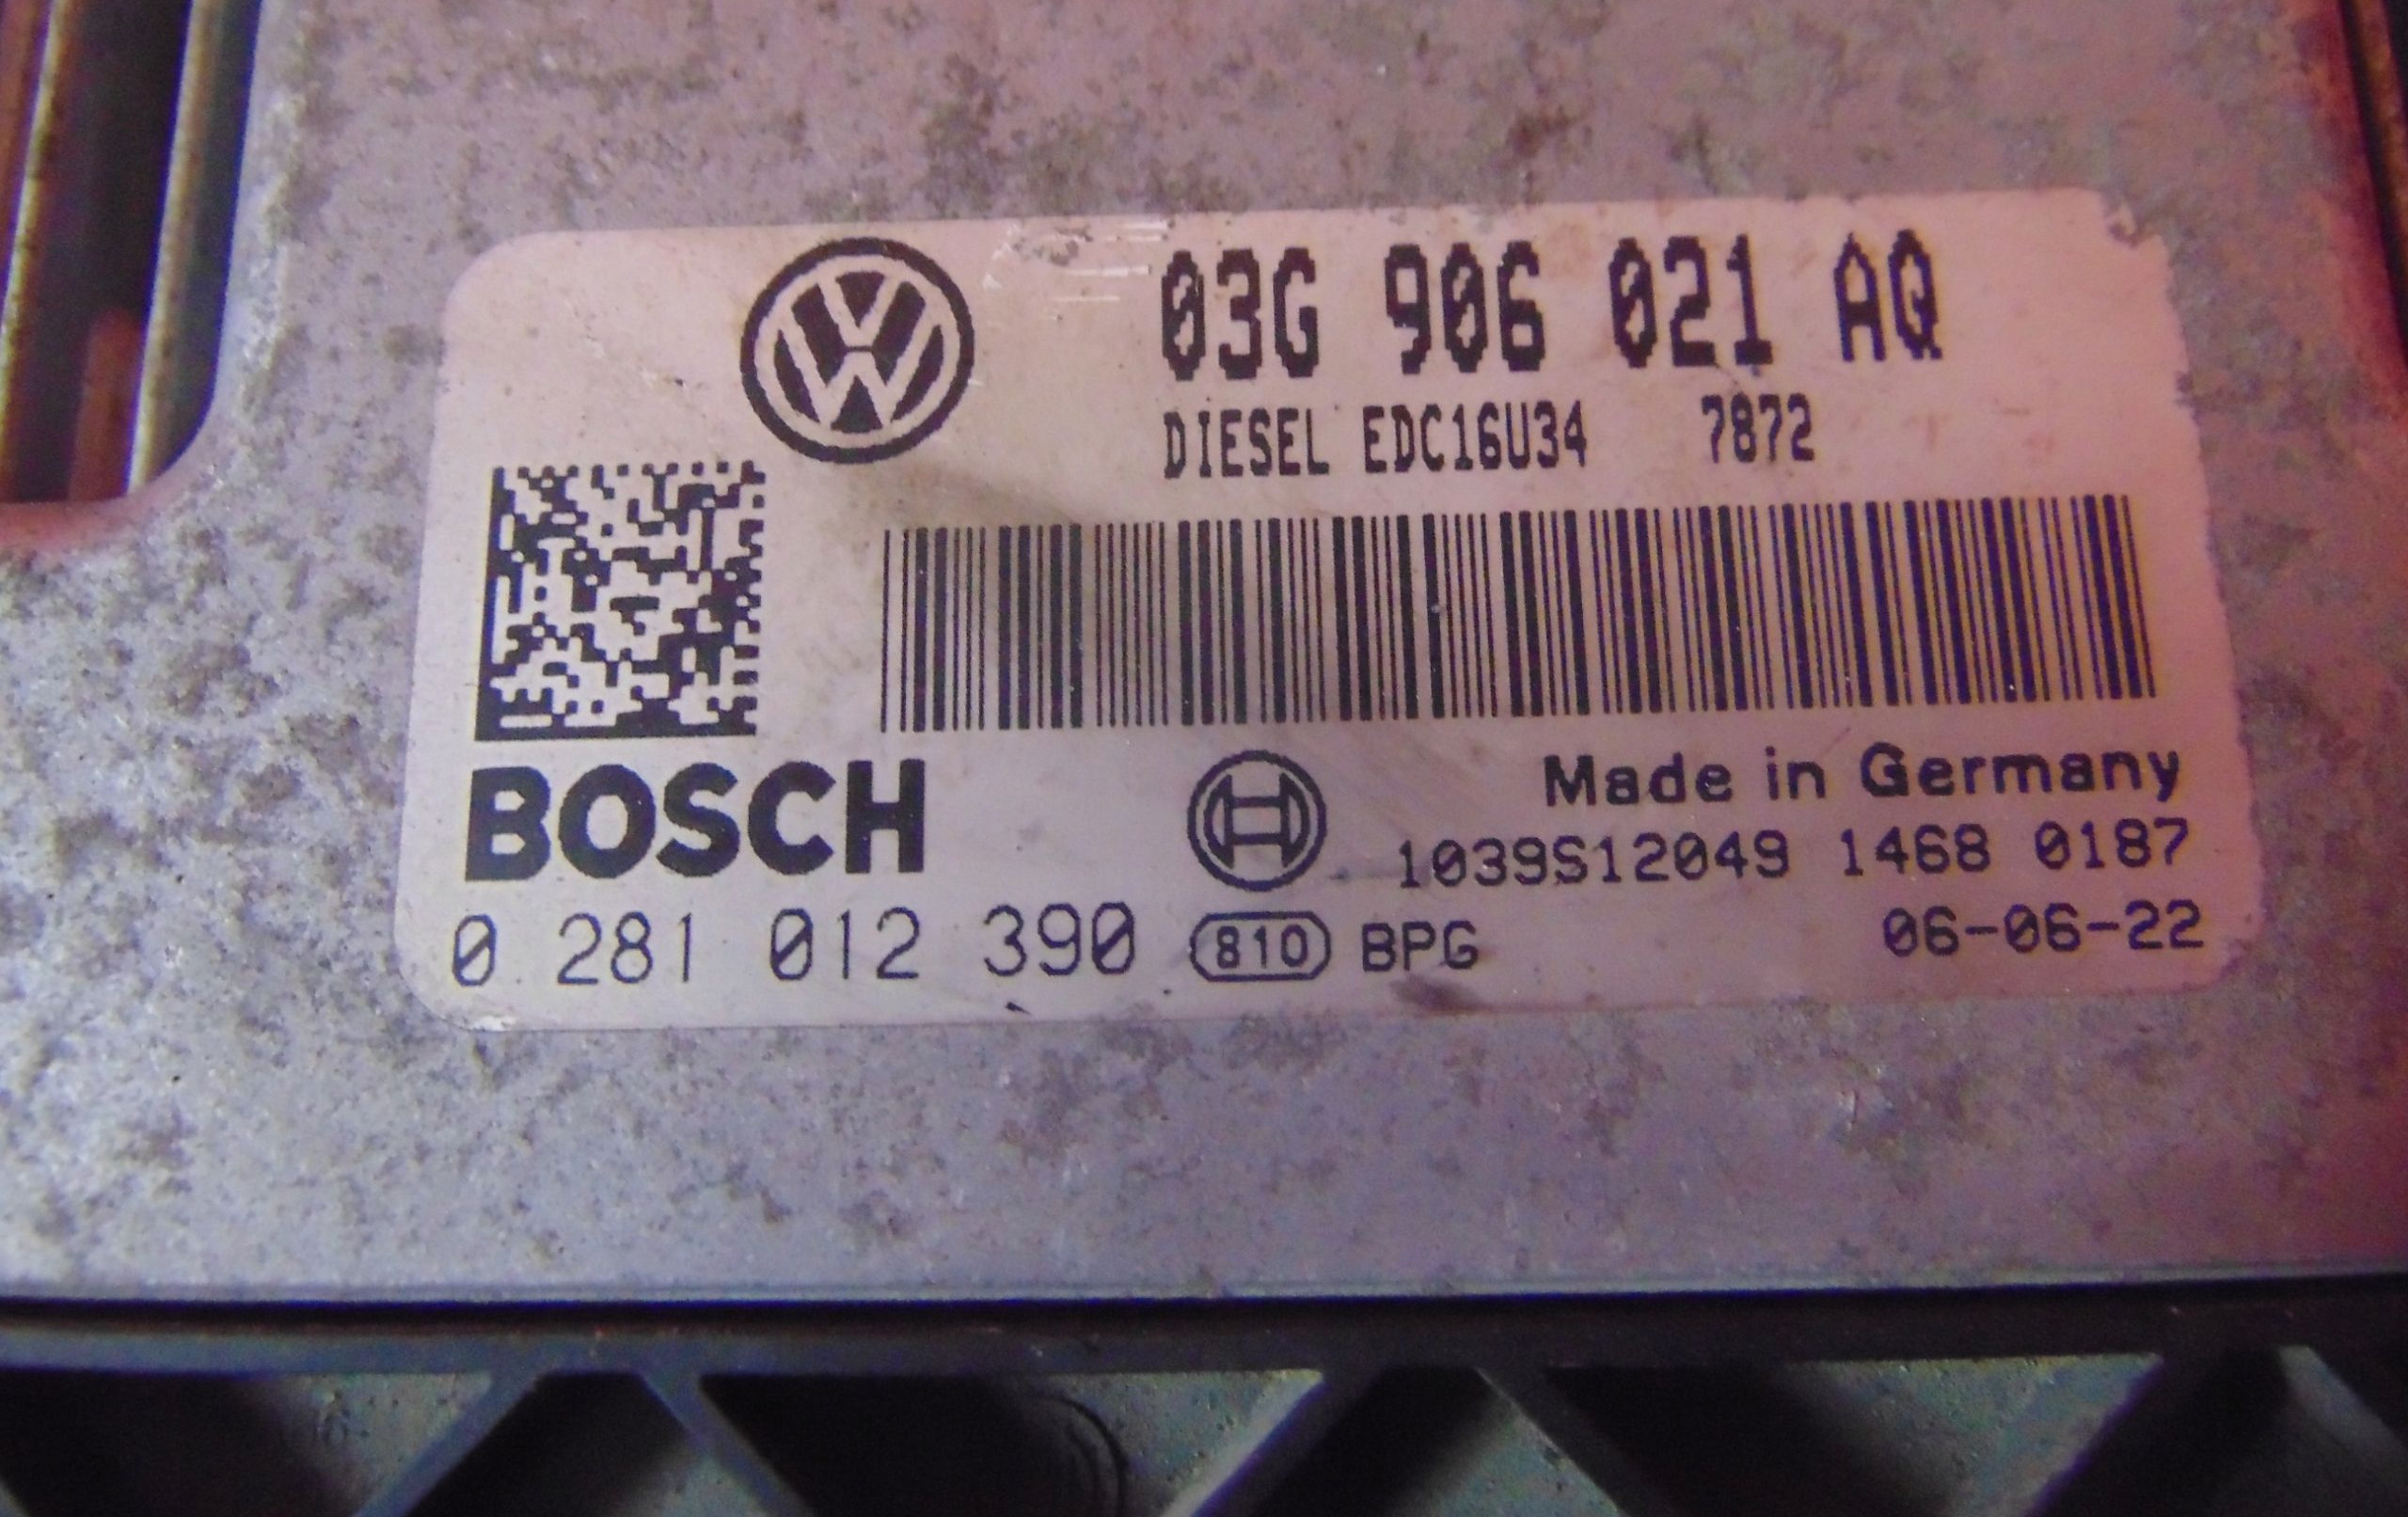 03G 906 021 AQ
DIESEL EDC16U34 7872
BOSCH
Made in Germany
1039S12049 1468 0187
0 281 012 390 810 BPG 06-06-22